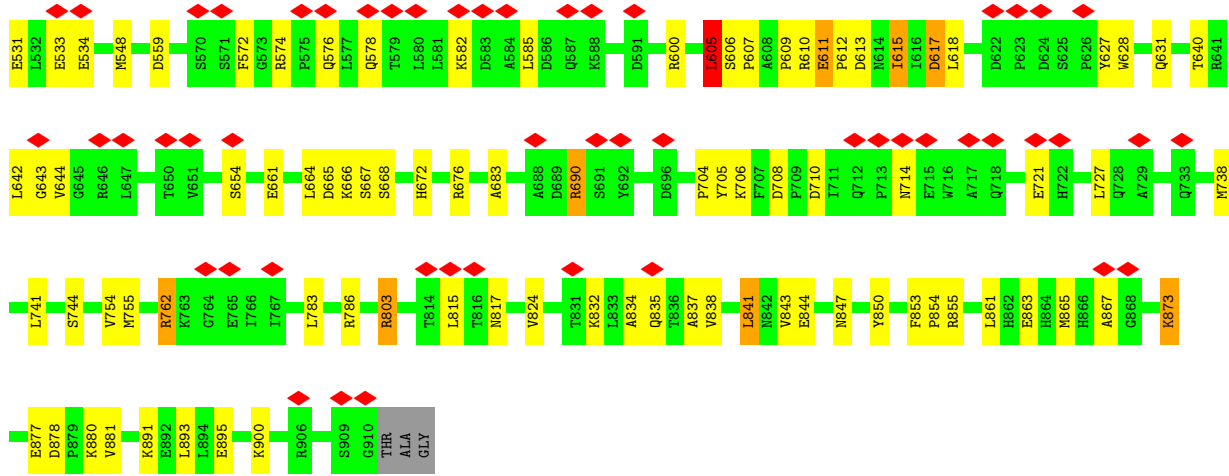 E531 L532 E533 E534 M548 D559 S570 S571 F572 G573 R574 P575 Q576 L577 Q578 T579 L580 L581 K582 D583 A584 L585 D586 Q587 K588 D591 R600 L605 S606 P607 A608 P609 R610 E611 P612 D613 N614 I615 I616 D617 L618 D622 P623 D624 S625 P626 Y627 W628 Q631 T640 R641
L642 G643 V644 G645 R646 L647 T650 V651 S654 E661 L664 D665 K666 S667 S668 H672 R676 A683 A688 D689 R690 S691 Y692 D696 P704 Y705 K706 F707 D708 P709 D710 I711 Q712 P713 N714 E715 W716 A717 Q718 E721 H722 L727 Q728 A729 Q733 M738
L741 S744 V754 M755 R762 K763 G764 E765 I766 I767 L783 R786 R803 T814 L815 T816 N817 V824 T831 K832 L833 A834 Q835 T836 A837 V838 L841 N842 V843 E844 N847 Y850 F853 P854 R855 L861 H862 E863 H864 M865 H866 A867 G868 K873
E877 D878 P879 K880 V881 K891 E892 L893 L894 E895 K900 R906 S909 G910 THR ALA GLY